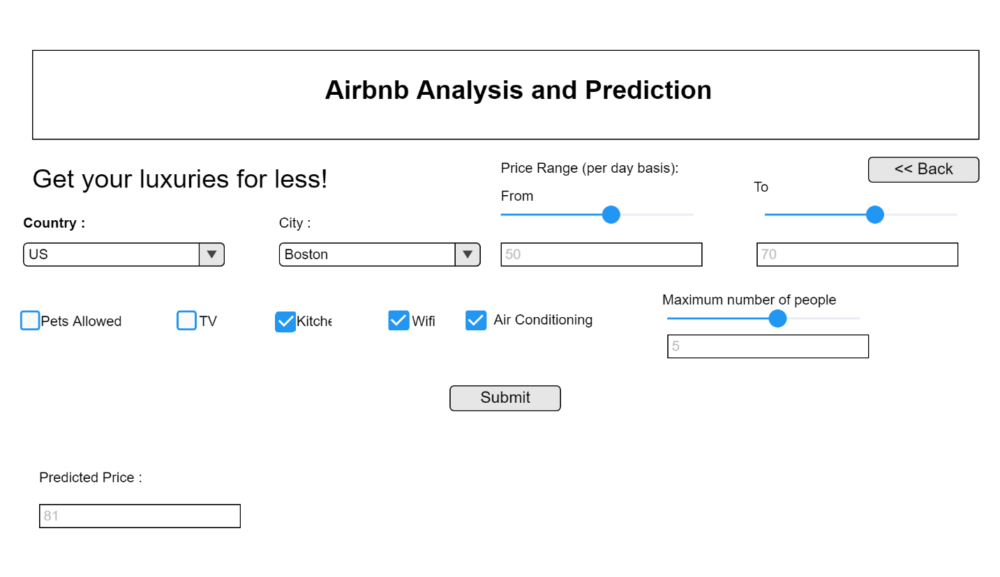 Airbnb Analysis and Prediction
Get your luxuries for less!
Price Range (per day basis):
<< Back
From
To
Country :
City :
US
Boston
50
70
Pets Allowed
TV
Kitche
Wifi
Air Conditioning
Maximum number of people
5
Submit
Predicted Price :
81